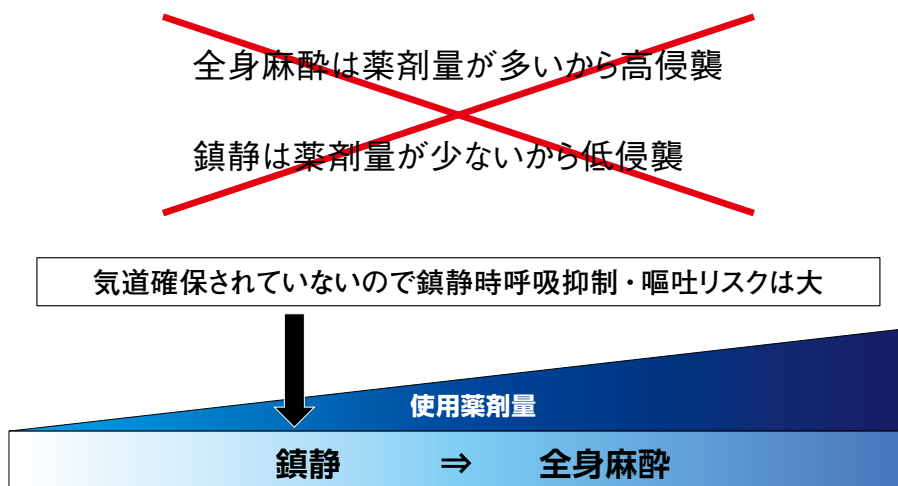 全身麻酔は薬剤量が多いから高侵襲
鎮静は薬剤量が少ないから低侵襲
気道確保されていないので鎮静時呼吸抑制・嘔吐リスクは大
使用薬剤量
鎮静 ⇒ 全身麻酔